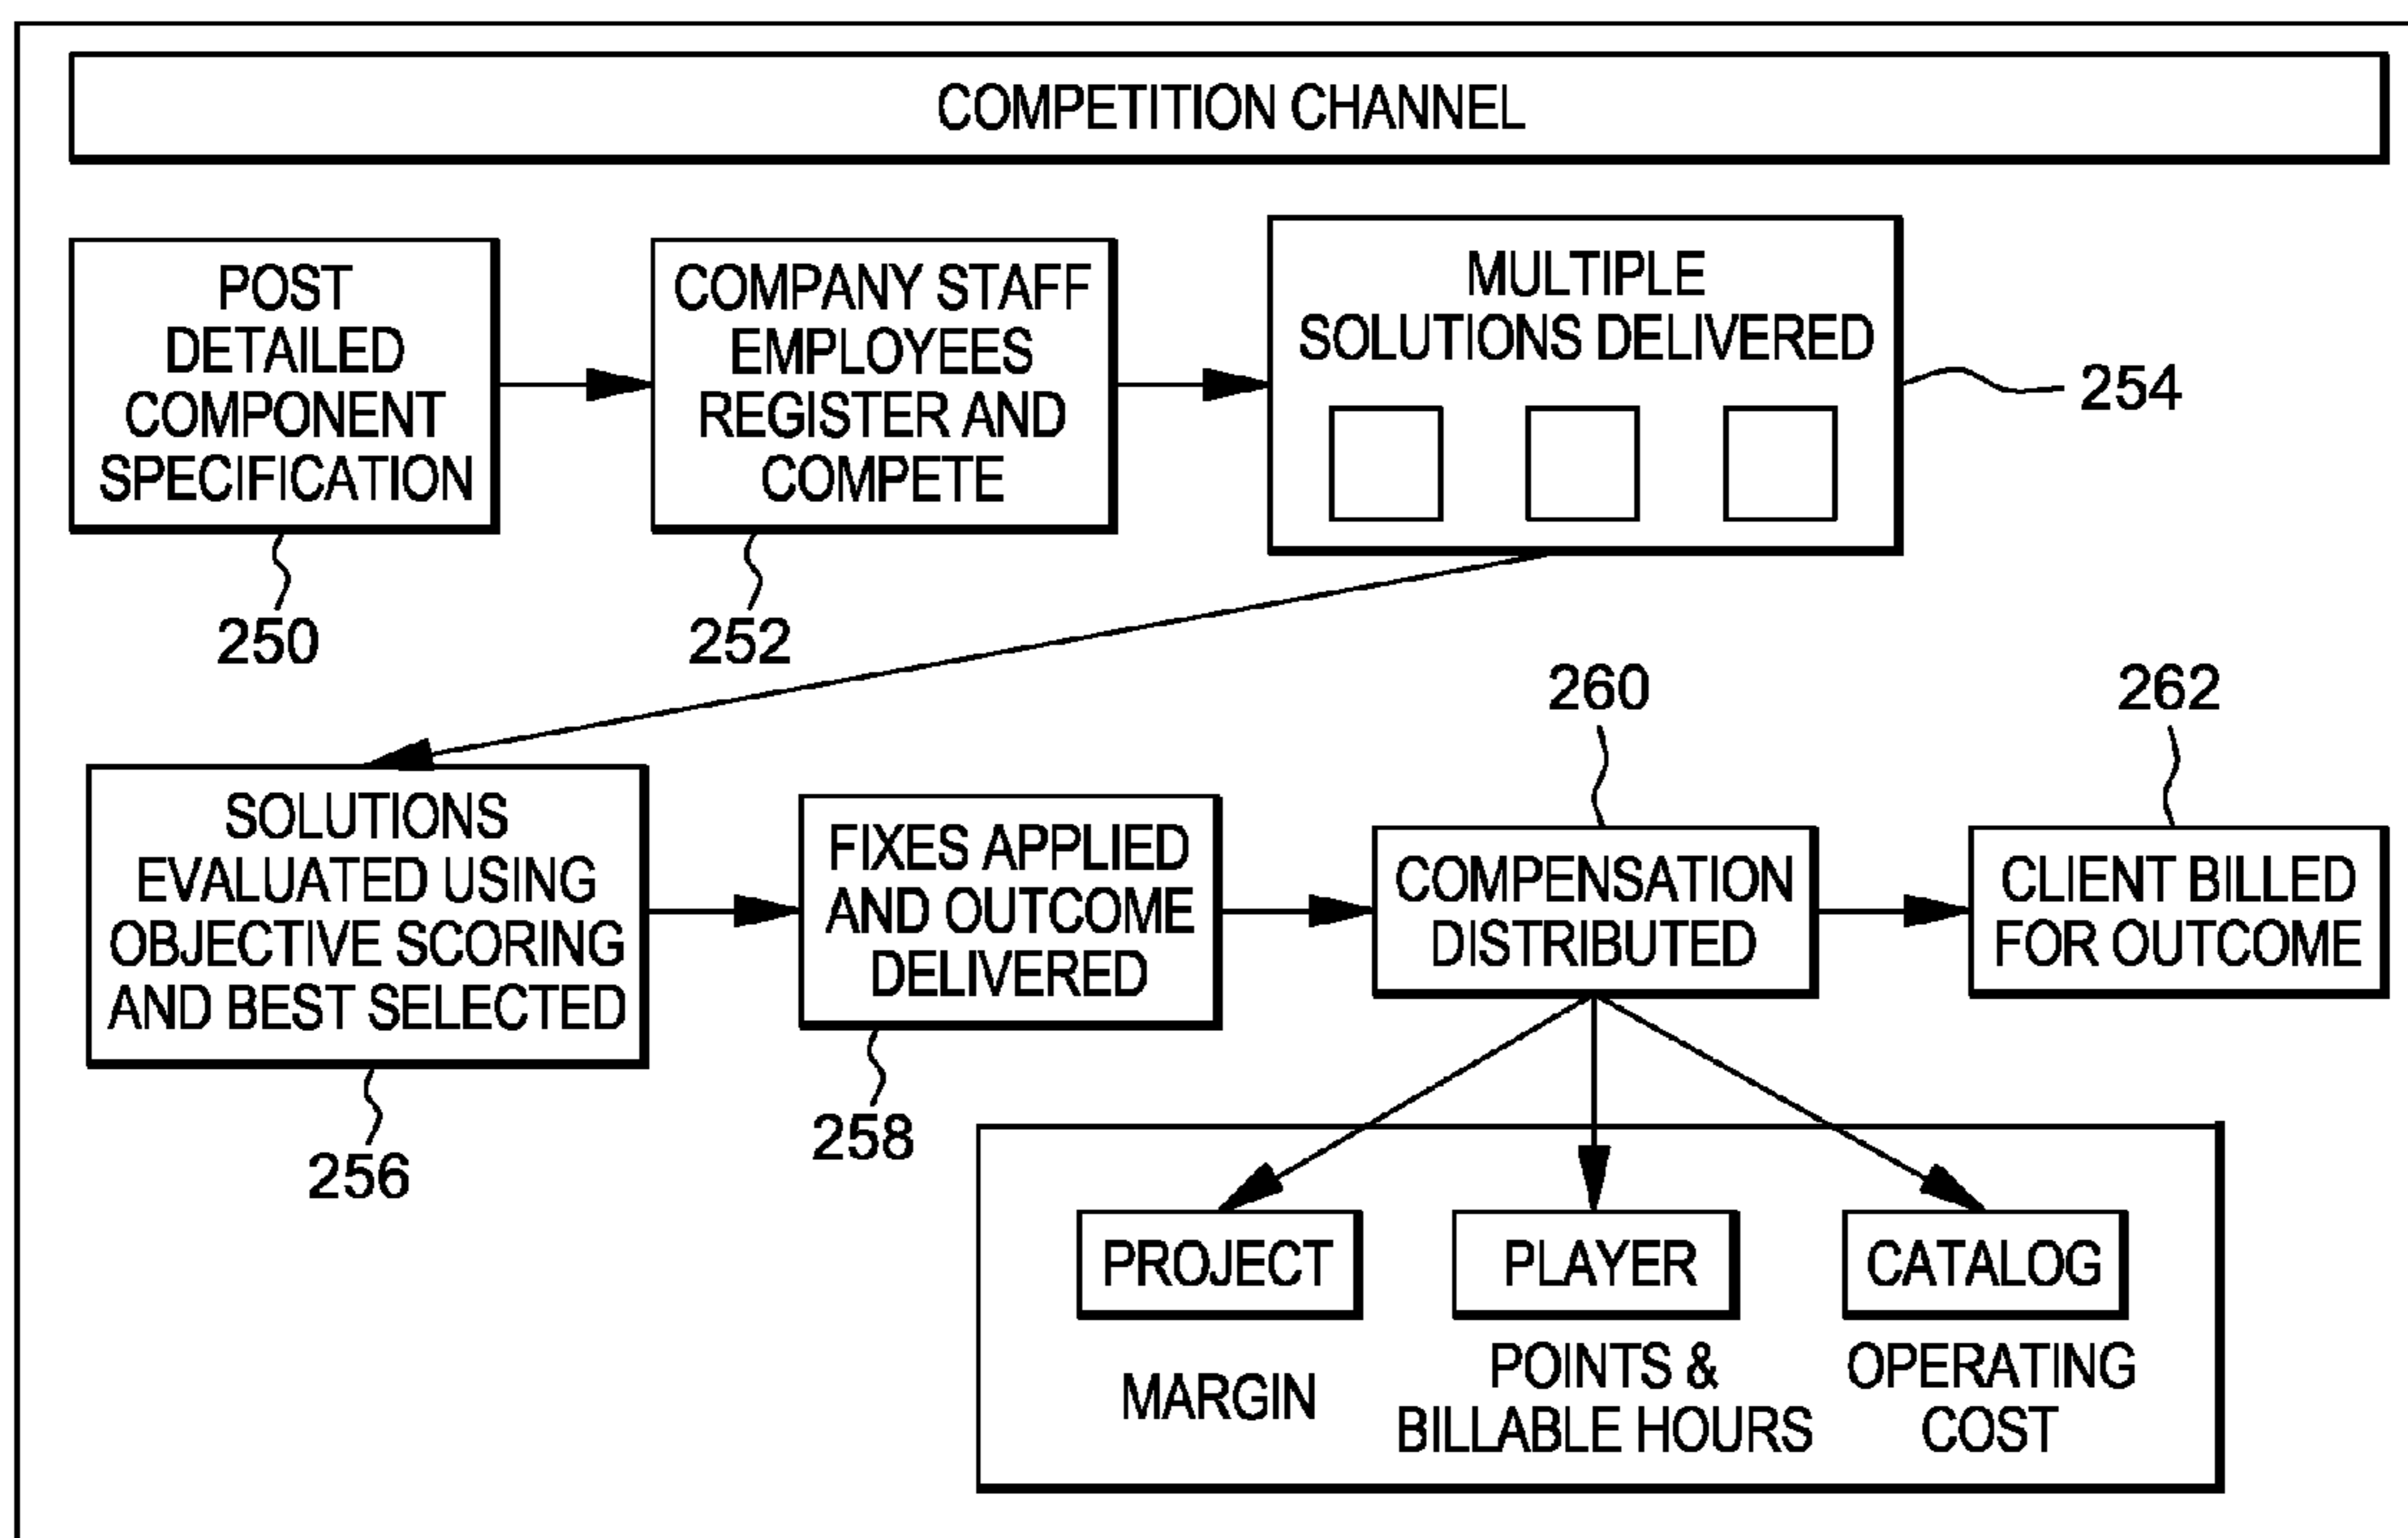 COMPETITION CHANNEL
POST
DETAILED
COMPONENT
SPECIFICATION
250
COMPANY STAFF
EMPLOYEES
REGISTER AND
COMPETE
252
MULTIPLE
SOLUTIONS DELIVERED
254
SOLUTIONS
EVALUATED USING
OBJECTIVE SCORING
AND BEST SELECTED
256
FIXES APPLIED
AND OUTCOME
DELIVERED
258
260
COMPENSATION
DISTRIBUTED
262
CLIENT BILLED
FOR OUTCOME
PROJECT
MARGIN
PLAYER
POINTS &
BILLABLE HOURS
CATALOG
OPERATING
COST